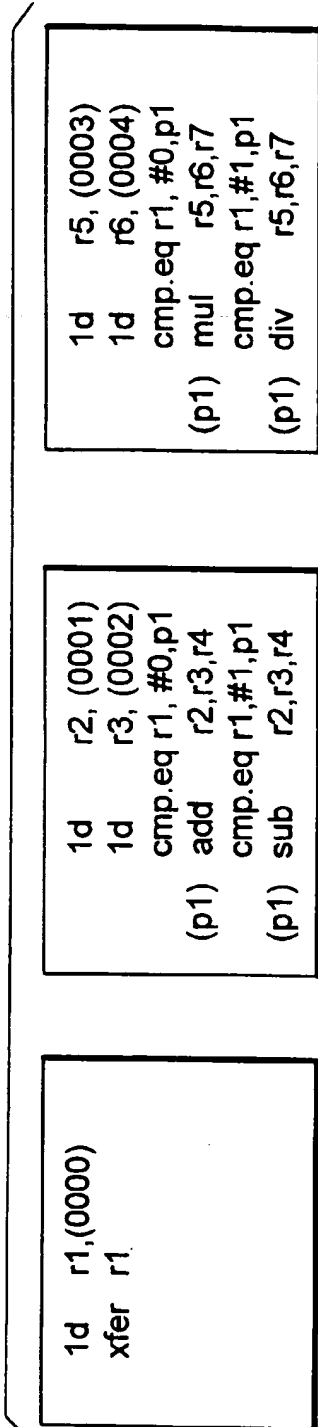 1d r1,(0000)
xfer r1
1d r2, (0001)
1d r3, (0002)
cmp.eq r1, #0,p1
(p1) add r2,r3,r4
cmp.eq r1,#1,p1
(p1) sub r2,r3,r4
1d r5, (0003)
1d r6, (0004)
cmp.eq r1, #0,p1
(p1) mul r5,r6,r7
cmp.eq r1,#1,p1
(p1) div r5,r6,r7